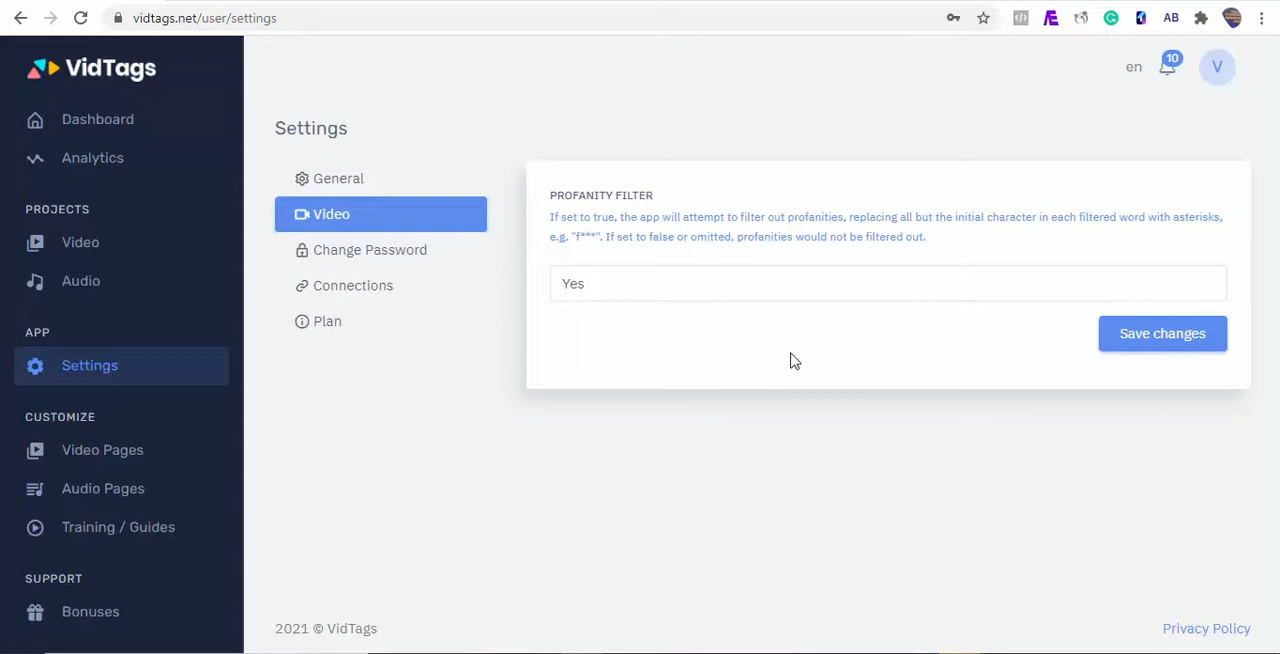 vidtags.net/user/settings
AB
VidTags
en
10
V
Dashboard
Analytics
PROJECTS
Video
Audio
APP
Settings
CUSTOMIZE
Video Pages
Audio Pages
Training / Guides
SUPPORT
Bonuses
Settings
General
Video
Change Password
Connections
Plan
PROFANITY FILTER
If set to true, the app will attempt to filter out profanities, replacing all but the initial character in each filtered word with asterisks,
e.g. "f***". If set to false or omitted, profanities would not be filtered out.
Yes
Save changes
2021 © VidTags
Privacy Policy